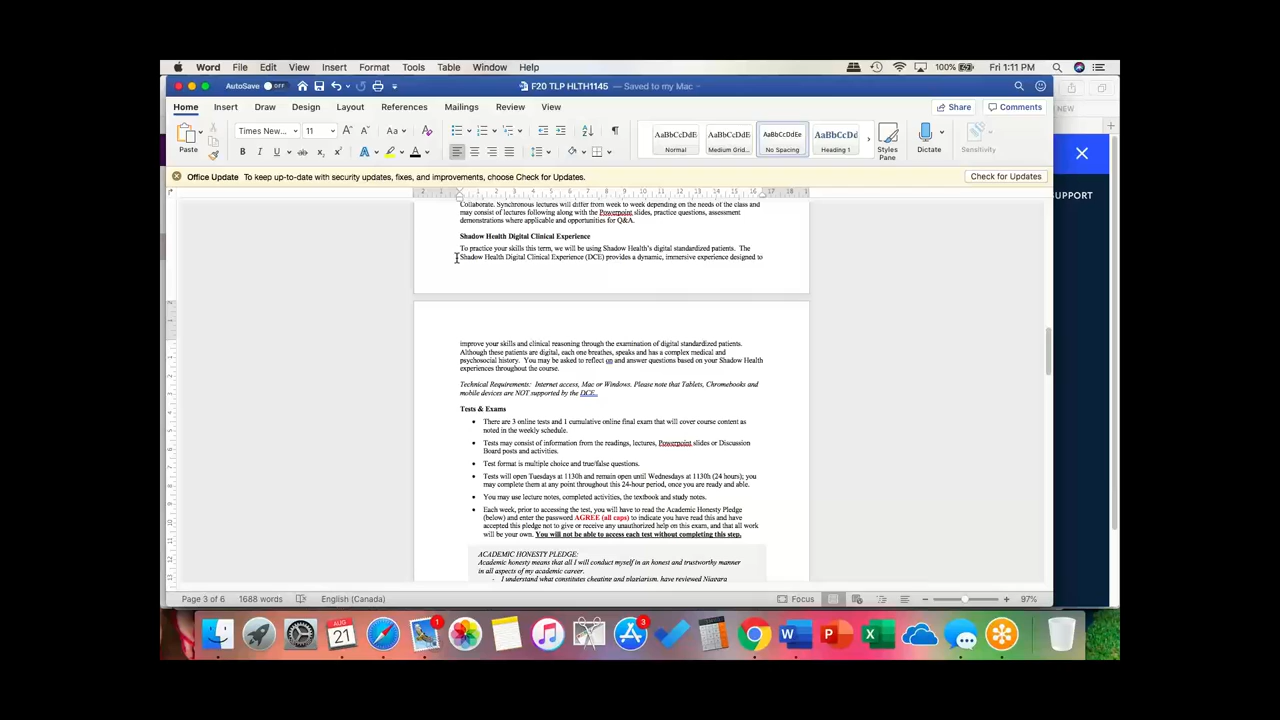 Word File Edit View Insert Format Tools Table Window Help 100% Fri 1:11 PM
AutoSave OFF F20 TLP HLTH1145 — Saved to my Mac
Home Insert Draw Design Layout References Mailings Review View Share Comments
NEW
Times New... 11 Aa
AaBbCcDdE AaBbCcDdE AaBbCcDdEe AaBbCcDd
Paste Normal Medium Grid... No Spacing Heading 1 Styles Pane Dictate Sensitivity
Office Update To keep up-to-date with security updates, fixes, and improvements, choose Check for Updates. Check for Updates
SUPPORT
Collaborate. Synchronous lectures will differ from week to week depending on the needs of the class and
may consist of lectures following along with the Powerpoint slides, practice questions, assessment
demonstrations where applicable and opportunities for Q&A.
Shadow Health Digital Clinical Experience
To practice your skills this term, we will be using Shadow Health's digital standardized patients. The
Shadow Health Digital Clinical Experience (DCE) provides a dynamic, immersive experience designed to
improve your skills and clinical reasoning through the examination of digital standardized patients.
Although these patients are digital, each one breathes, speaks and has a complex medical and
psychosocial history. You may be asked to reflect on and answer questions based on your Shadow Health
experiences throughout the course.
Technical Requirements: Internet access, Mac or Windows. Please note that Tablets, Chromebooks and
mobile devices are NOT supported by the DCE..
Tests & Exams
• There are 3 online tests and 1 cumulative online final exam that will cover course content as
noted in the weekly schedule.
• Tests may consist of information from the readings, lectures, Powerpoint slides or Discussion
Board posts and activities.
• Test format is multiple choice and true/false questions.
• Tests will open Tuesdays at 1130h and remain open until Wednesdays at 1130h (24 hours); you
may complete them at any point throughout this 24-hour period, once you are ready and able.
• You may use lecture notes, completed activities, the textbook and study notes.
• Each week, prior to accessing the test, you will have to read the Academic Honesty Pledge
(below) and enter the password AGREE (all caps) to indicate you have read this and have
accepted this pledge not to give or receive any unauthorized help on this exam, and that all work
will be your own. You will not be able to access each test without completing this step.
ACADEMIC HONESTY PLEDGE:
Academic honesty means that all I will conduct myself in an honest and trustworthy manner
in all aspects of my academic career.
- I understand what constitutes cheating and plagiarism, have reviewed Niagara
Page 3 of 6 1688 words English (Canada) Focus 97%
AUG
21
1
3